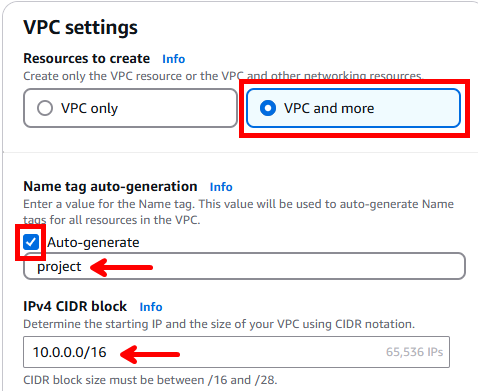 VPC settings
Resources to create Info
Create only the VPC resource or the VPC and other networking resources.
VPC only
VPC and more
Name tag auto-generation Info
Enter a value for the Name tag. This value will be used to auto-generate Name
tags for all resources in the VPC.
Auto-generate
project
IPv4 CIDR block Info
Determine the starting IP and the size of your VPC using CIDR notation.
10.0.0.0/16 65,536 IPs
CIDR block size must be between /16 and /28.